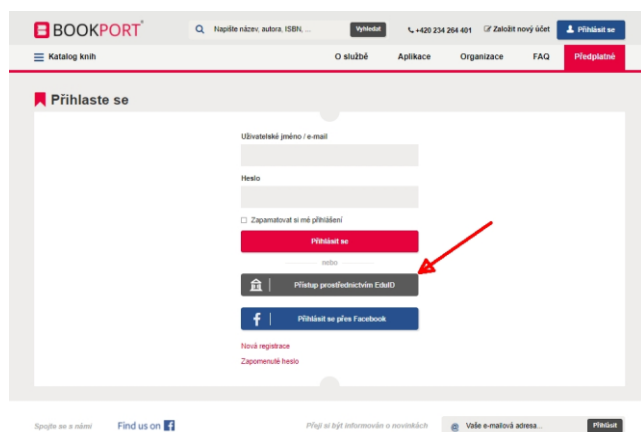 BOOKPORT
Napište název, autora, ISBN, ...
Vyhledat
+420 234 264 401
Založit nový účet
Přihlásit se
Katalog knih
O službě
Aplikace
Organizace
FAQ
Předplatné
Přihlaste se
Uživatelské jméno / e-mail
Heslo
Zapamatovat si mé přihlášení
Přihlásit se
nebo
Přístup prostřednictvím EduID
Přihlásit se přes Facebook
Nová registrace
Zapomenuté heslo
Spojte se s námi
Find us on
Přeji si být informován o novinkách
Vaše e-mailová adresa...
Přihlásit